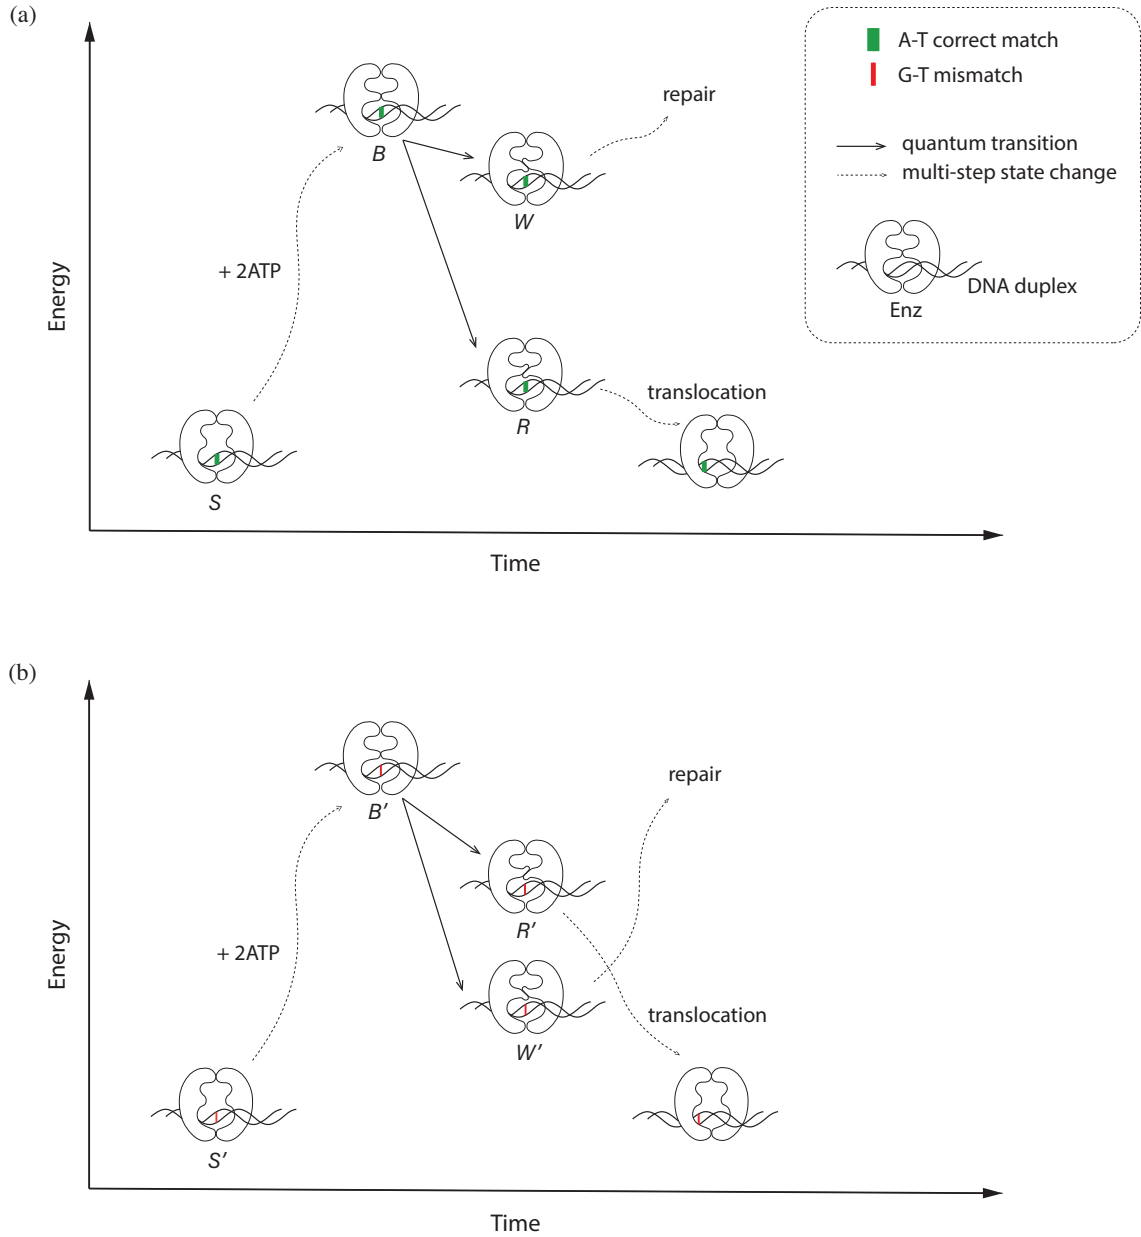 (a)
Energy
+ 2ATP
S
B
W
repair
R
translocation
Time
A-T correct match
G-T mismatch
quantum transition
multi-step state change
DNA duplex
Enz
(b)
Energy
+ 2ATP
S′
B′
R′
W′
repair
translocation
Time